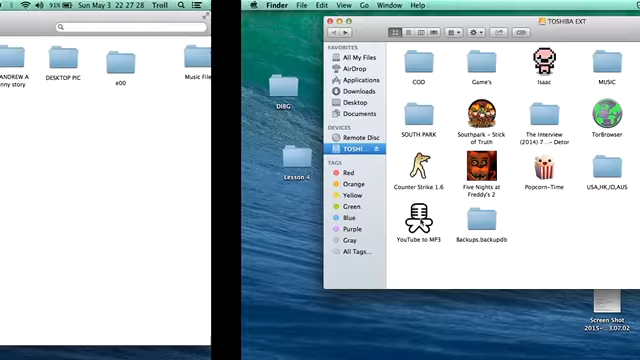 91% Sun May 3 22 27 28 Troll
ANDREW A
nny story
DESKTOP PIC
e00
Music File
Finder File Edit View Go Window Help
TOSHIBA EXT
DIBG
Lesson 4
FAVORITES
All My Files
AirDrop
Applications
Downloads
Desktop
Documents
DEVICES
Remote Disc
TOSHI...
TAGS
Red
Orange
Yellow
Green
Blue
Purple
Gray
All Tags...
COD
Game's
Isaac
MUSIC
SOUTH PARK
Southpark - Stick
of Truth
The Interview
(2014) 7...- Detor
TorBrowser
Counter Strike 1.6
Five Nights at
Freddy's 2
Popcorn-Time
USA,HK,ID,AUS
YouTube to MP3
Backups.backupdb
Screen Shot
2015-...3.07.02